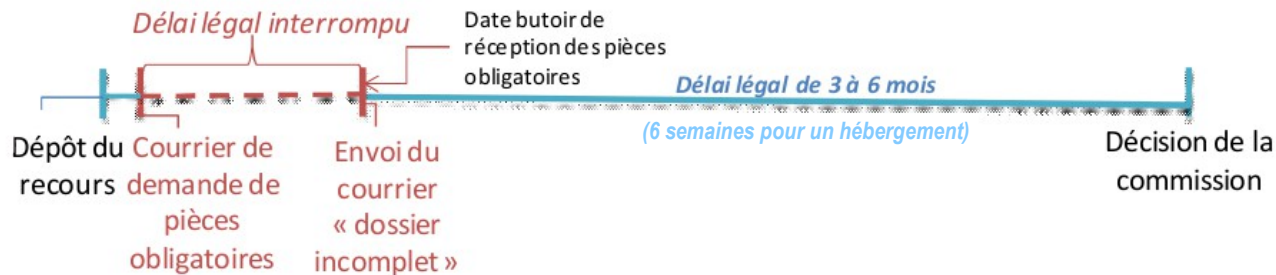 Délai légal interrompu
Date butoir de
réception des pièces
obligatoires
Délai légal de 3 à 6 mois
(6 semaines pour un hébergement)
Dépôt du
recours
Courrier de
demande de
pièces
obligatoires
Envoi du
courrier
« dossier
incomplet »
Décision de la
commission